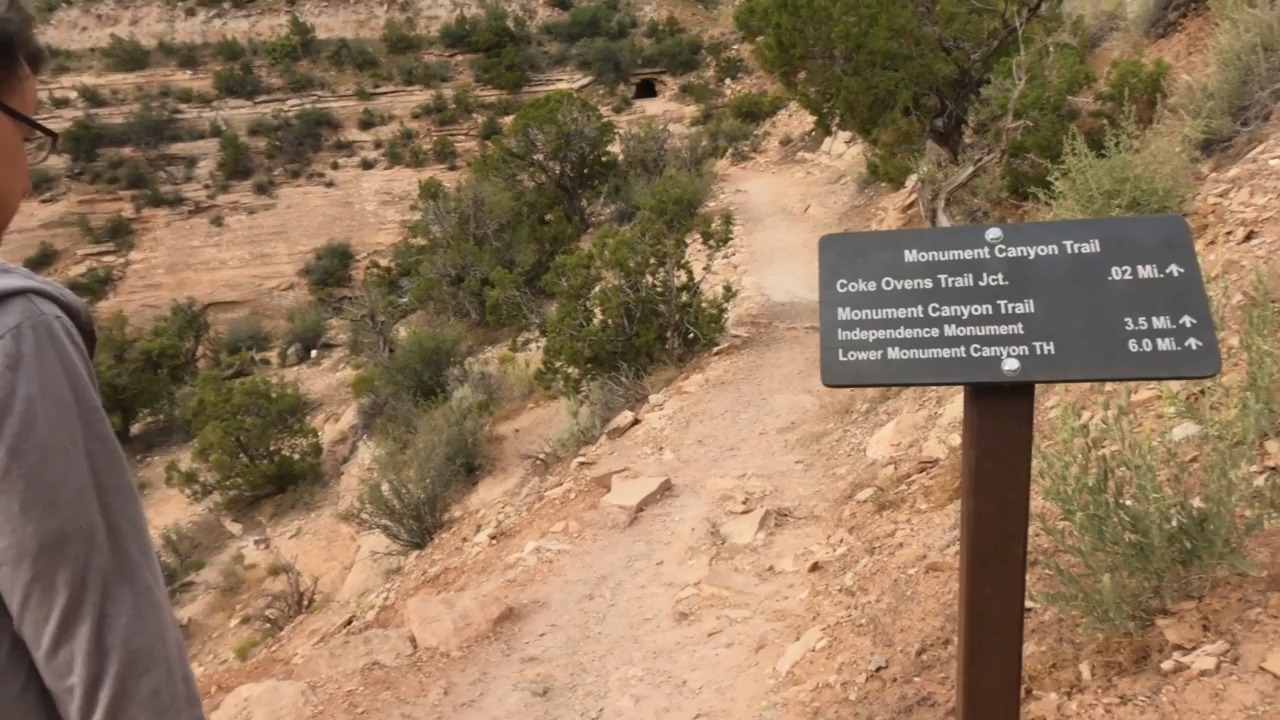 Monument Canyon Trail
Coke Ovens Trail Jct. .02 Mi.↑
Monument Canyon Trail
Independence Monument 3.5 Mi.↑
Lower Monument Canyon TH 6.0 Mi.↑